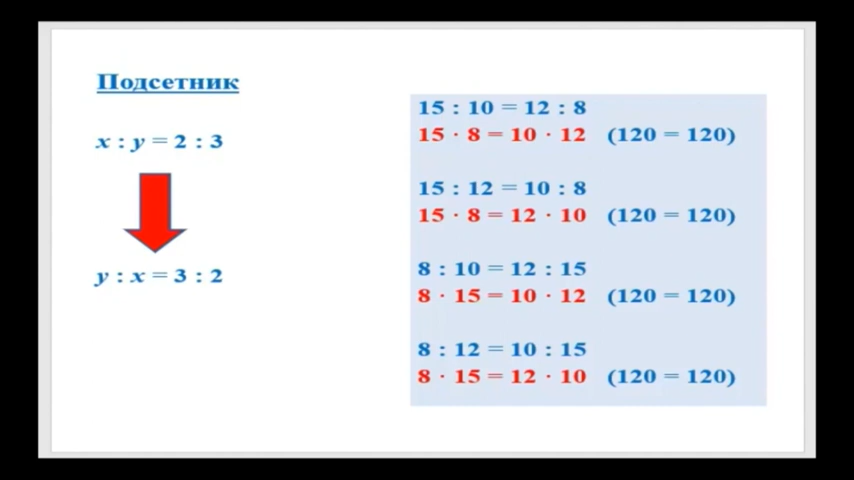 Подсетник
x : y = 2 : 3
y : x = 3 : 2
15 : 10 = 12 : 8
15 · 8 = 10 · 12 (120 = 120)
15 : 12 = 10 : 8
15 · 8 = 12 · 10 (120 = 120)
8 : 10 = 12 : 15
8 · 15 = 10 · 12 (120 = 120)
8 : 12 = 10 : 15
8 · 15 = 12 · 10 (120 = 120)